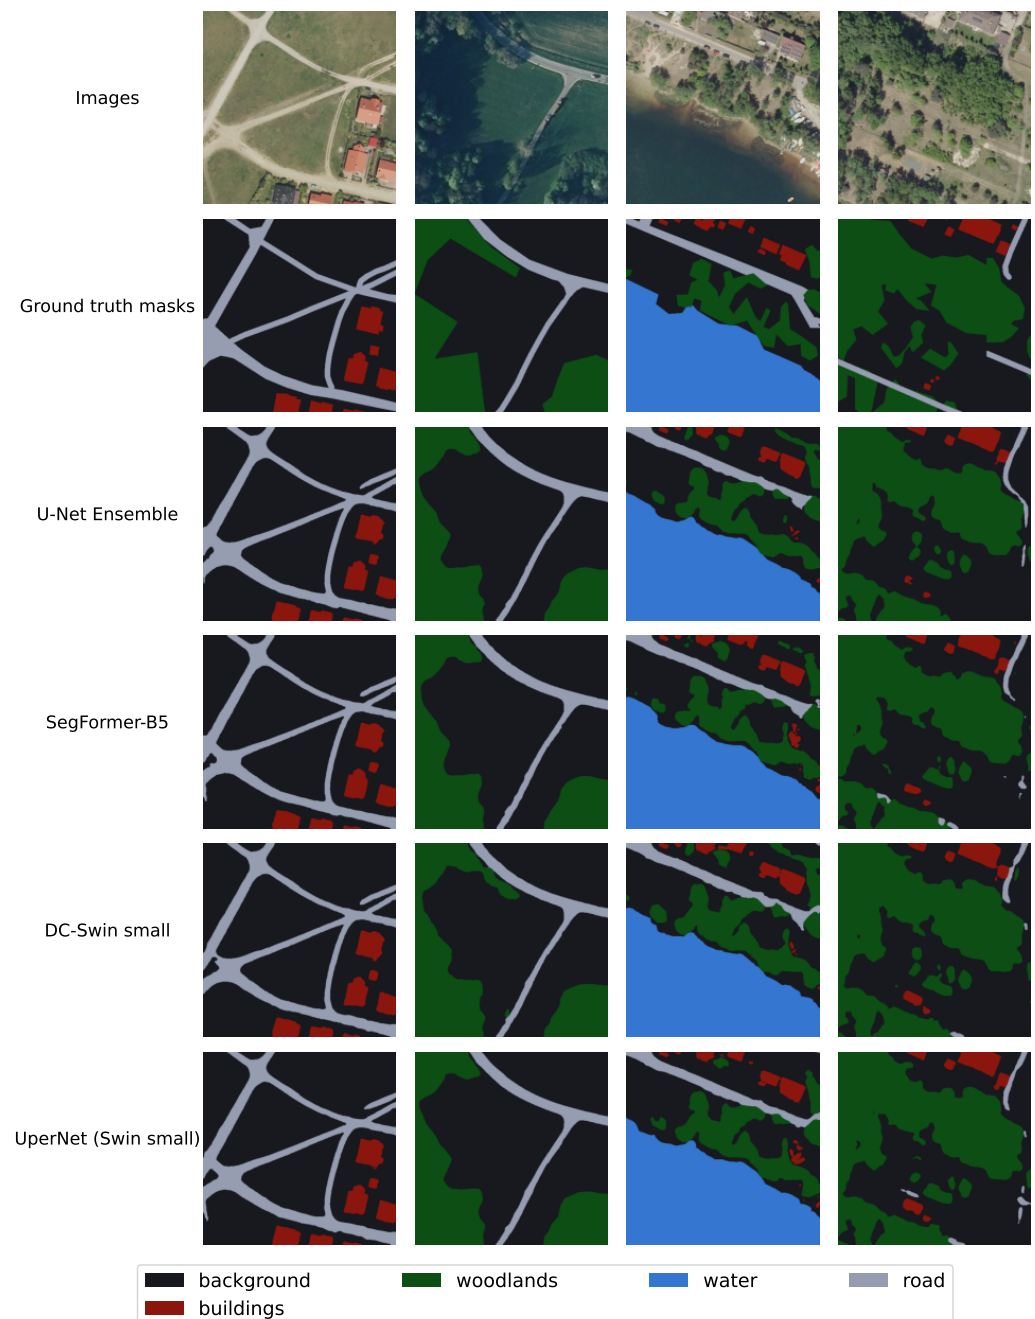 Images
Ground truth masks
U-Net Ensemble
SegFormer-B5
DC-Swin small
UperNet (Swin small)
background woodlands water road
buildings